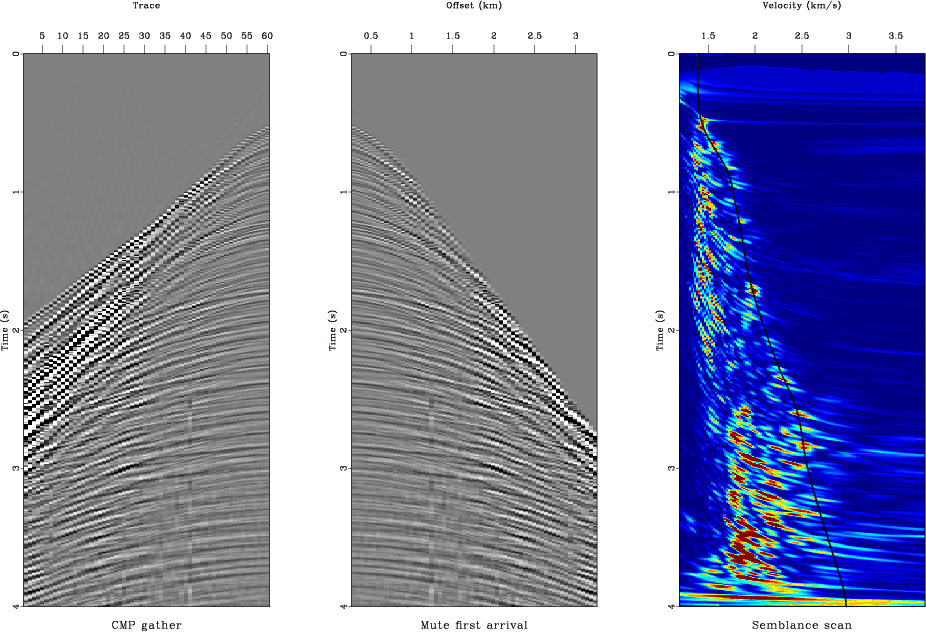 Trace
5 10 15 20 25 30 35 40 45 50 55 60
Time (s)
0
1
2
3
4
CMP gather
Offset (km)
0.5 1 1.5 2 2.5 3
Time (s)
0
1
2
3
4
Mute first arrival
Velocity (km/s)
1.5 2 2.5 3 3.5
Time (s)
0
1
2
3
4
Semblance scan